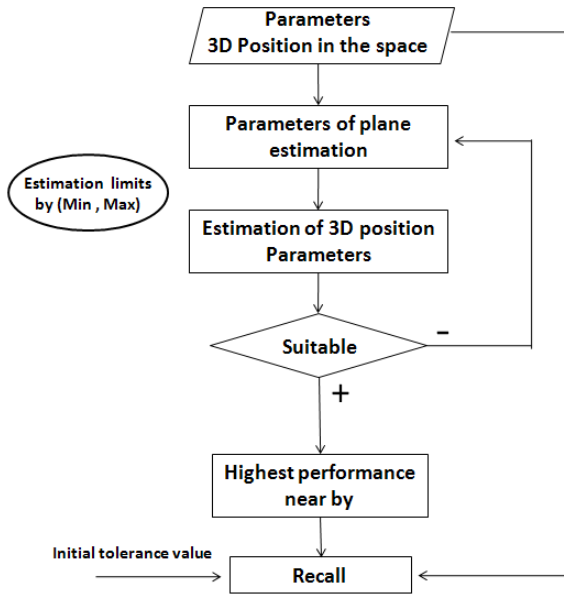 Parameters
3D Position in the space
Parameters of plane
estimation
Estimation limits
by (Min , Max)
Estimation of 3D position
Parameters
Suitable
–
+
Highest performance
near by
Initial tolerance value
Recall